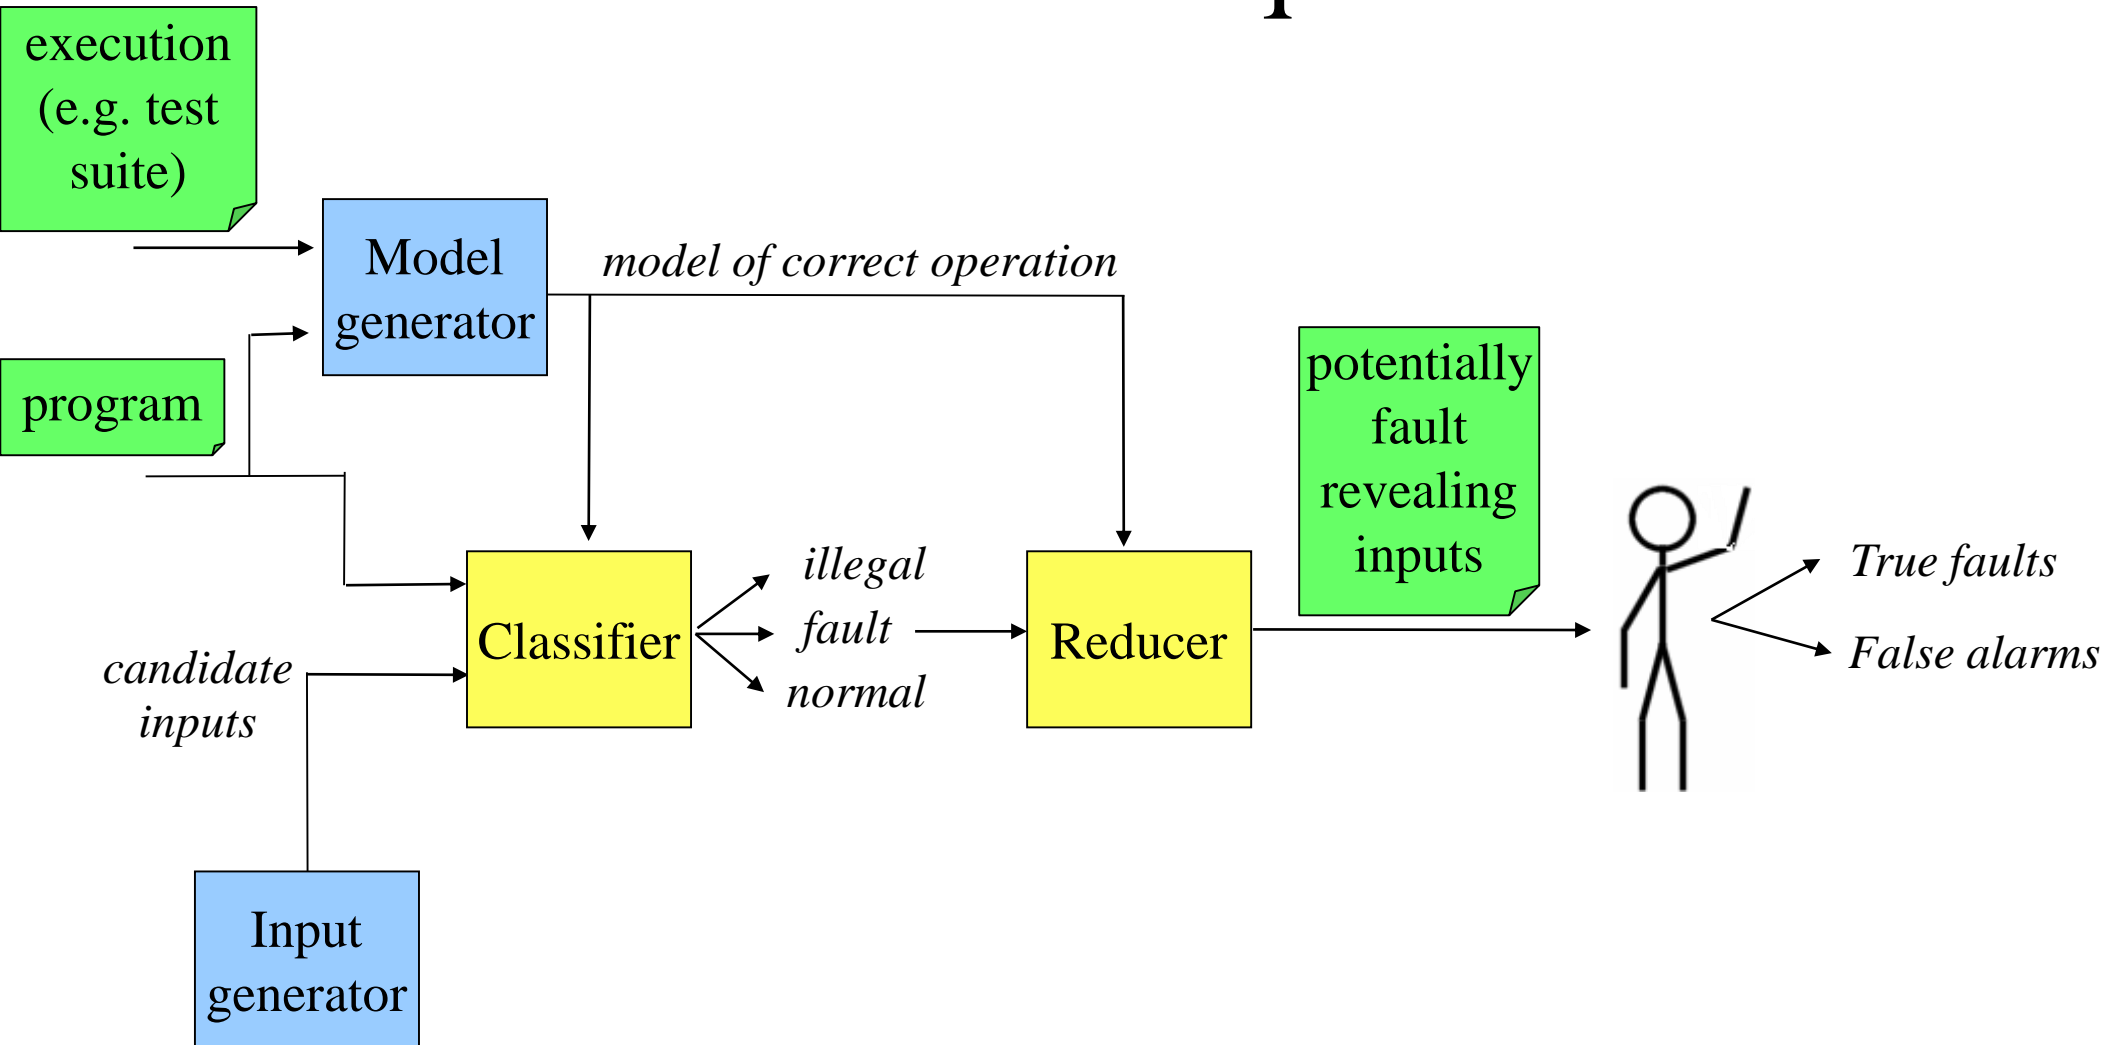 execution
(e.g. test
suite)
Model
generator
model of correct operation
program
potentially
fault
revealing
inputs
illegal
fault
normal
Classifier
Reducer
True faults
False alarms
candidate
inputs
Input
generator